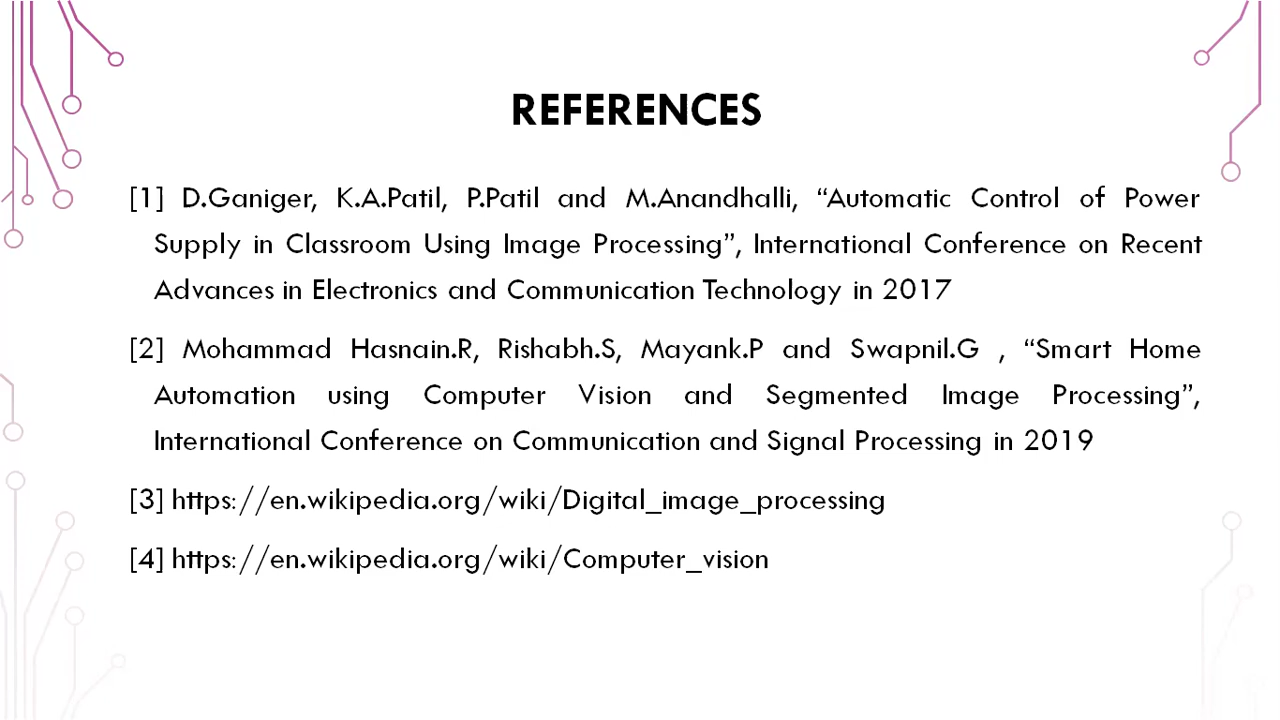 REFERENCES
[1] D.Ganiger, K.A.Patil, P.Patil and M.Anandhalli, “Automatic Control of Power
Supply in Classroom Using Image Processing”, International Conference on Recent
Advances in Electronics and Communication Technology in 2017
[2] Mohammad Hasnain.R, Rishabh.S, Mayank.P and Swapnil.G , “Smart Home
Automation using Computer Vision and Segmented Image Processing”,
International Conference on Communication and Signal Processing in 2019
[3] https://en.wikipedia.org/wiki/Digital_image_processing
[4] https://en.wikipedia.org/wiki/Computer_vision